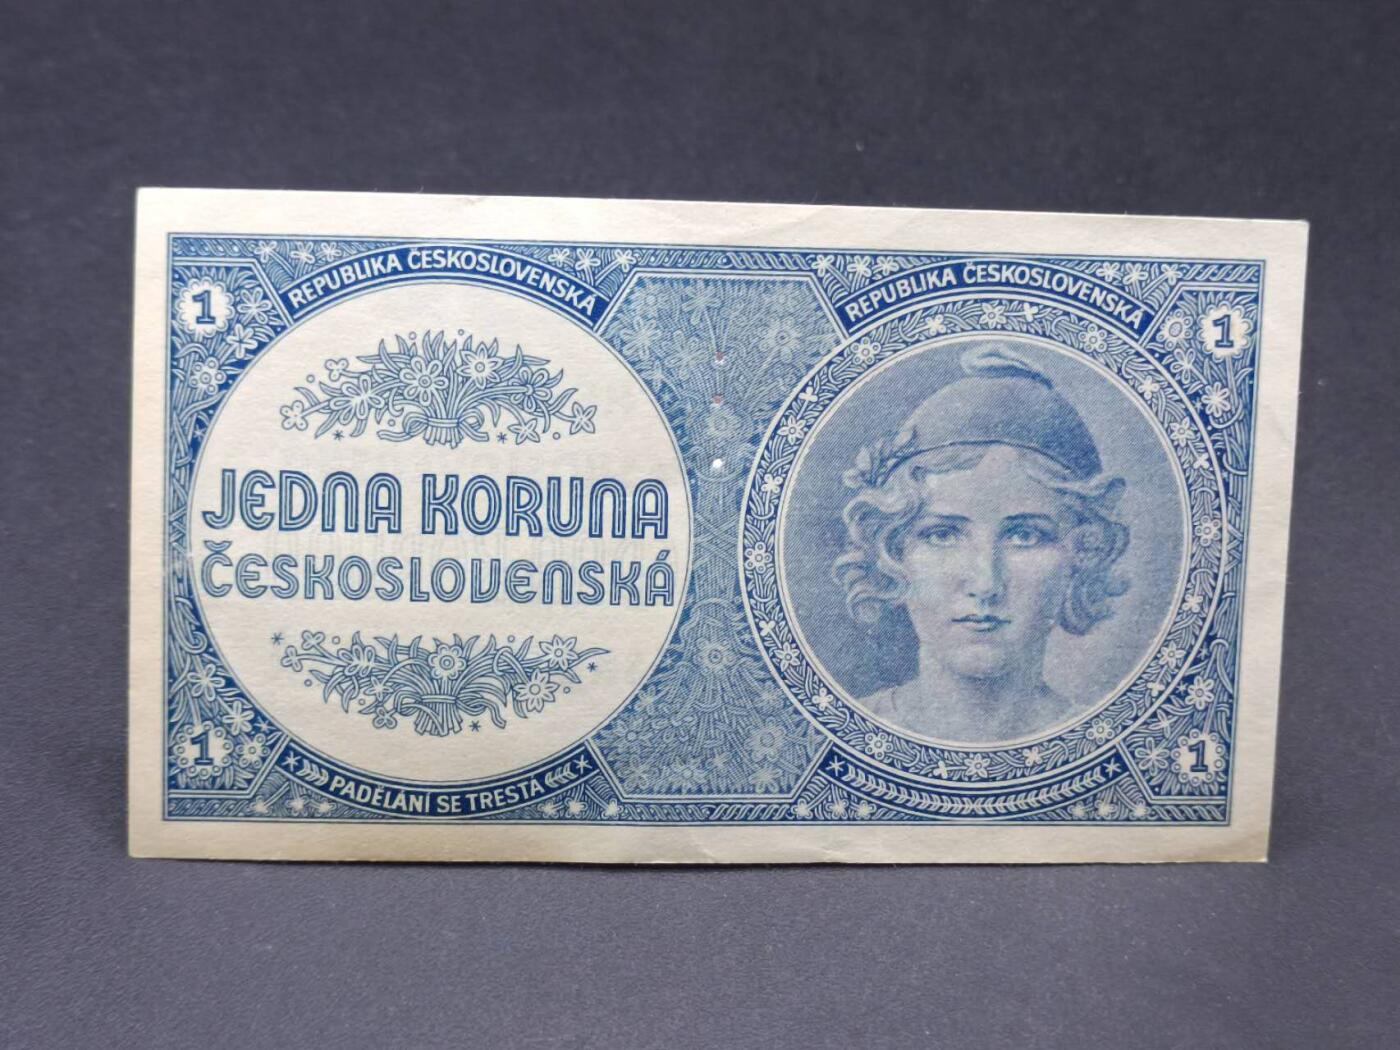 REPUBLIKA ČESKOSLOVENSKÁ
REPUBLIKA ČESKOSLOVENSKÁ
1
1
JEDNA KORUNA
ČESKOSLOVENSKÁ
1
1
PADĚLÁNÍ SE TRESTÁ